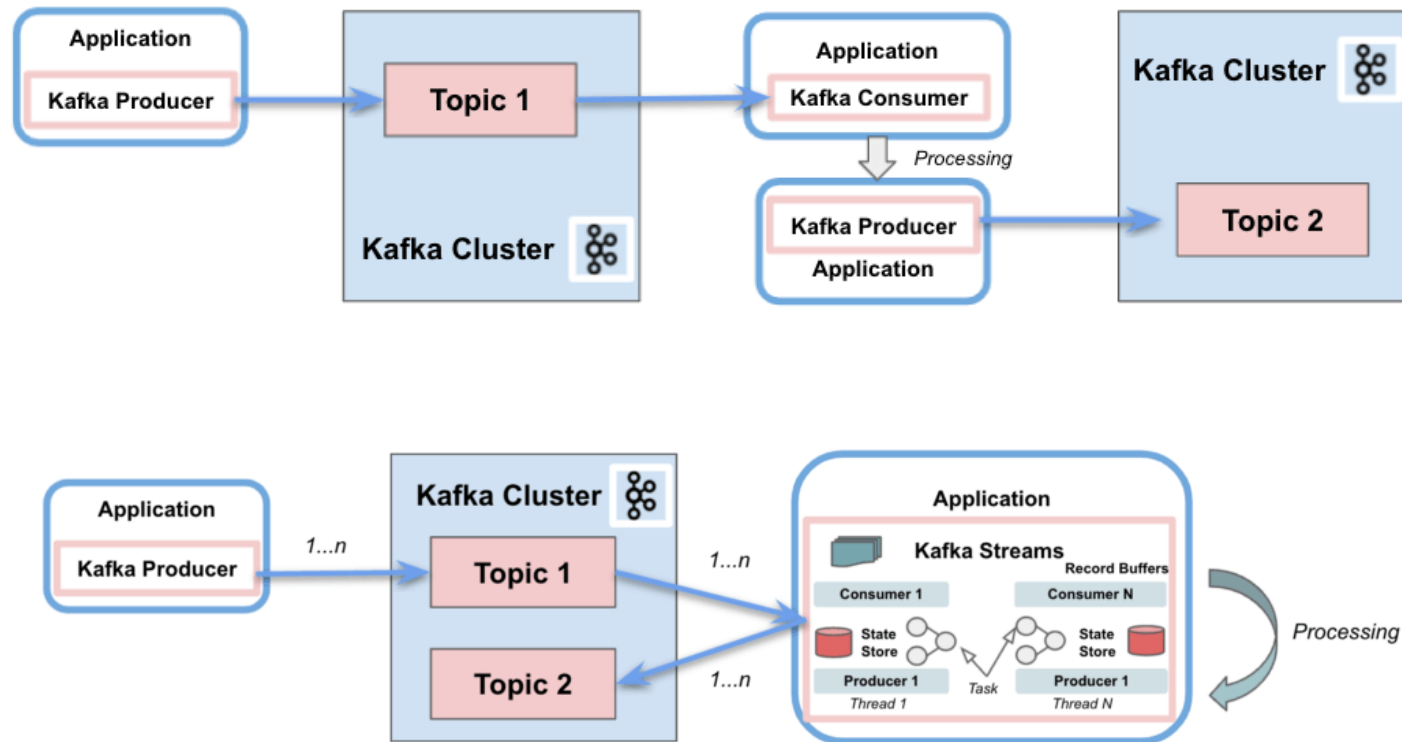 Application
Kafka Producer
Topic 1
Kafka Cluster
Application
Kafka Consumer
Processing
Kafka Producer
Application
Kafka Cluster
Topic 2
Application
Kafka Producer
1...n
Kafka Cluster
Topic 1
Topic 2
1...n
1...n
Application
Kafka Streams
Record Buffers
Consumer 1
Consumer N
State
Store
State
Store
Producer 1
Task
Producer 1
Thread 1
Thread N
Processing